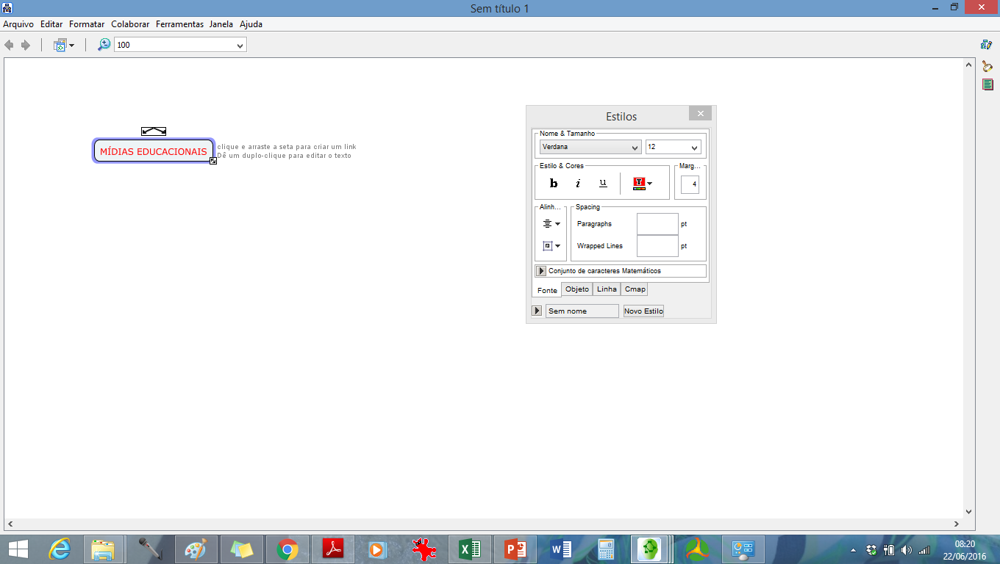 Sem título 1
Arquivo Editar Formatar Colaborar Ferramentas Janela Ajuda
100
MÍDIAS EDUCACIONAIS
clique e arraste a seta para criar um link
Dê um duplo-clique para editar o texto
Estilos
Nome & Tamanho
Verdana 12
Estilo & Cores Marg...
b i u T 4
Alinh... Spacing
Paragraphs pt
Wrapped Lines pt
Conjunto de caracteres Matemáticos
Fonte Objeto Linha Cmap
Sem nome Novo Estilo
08:20
22/06/2016